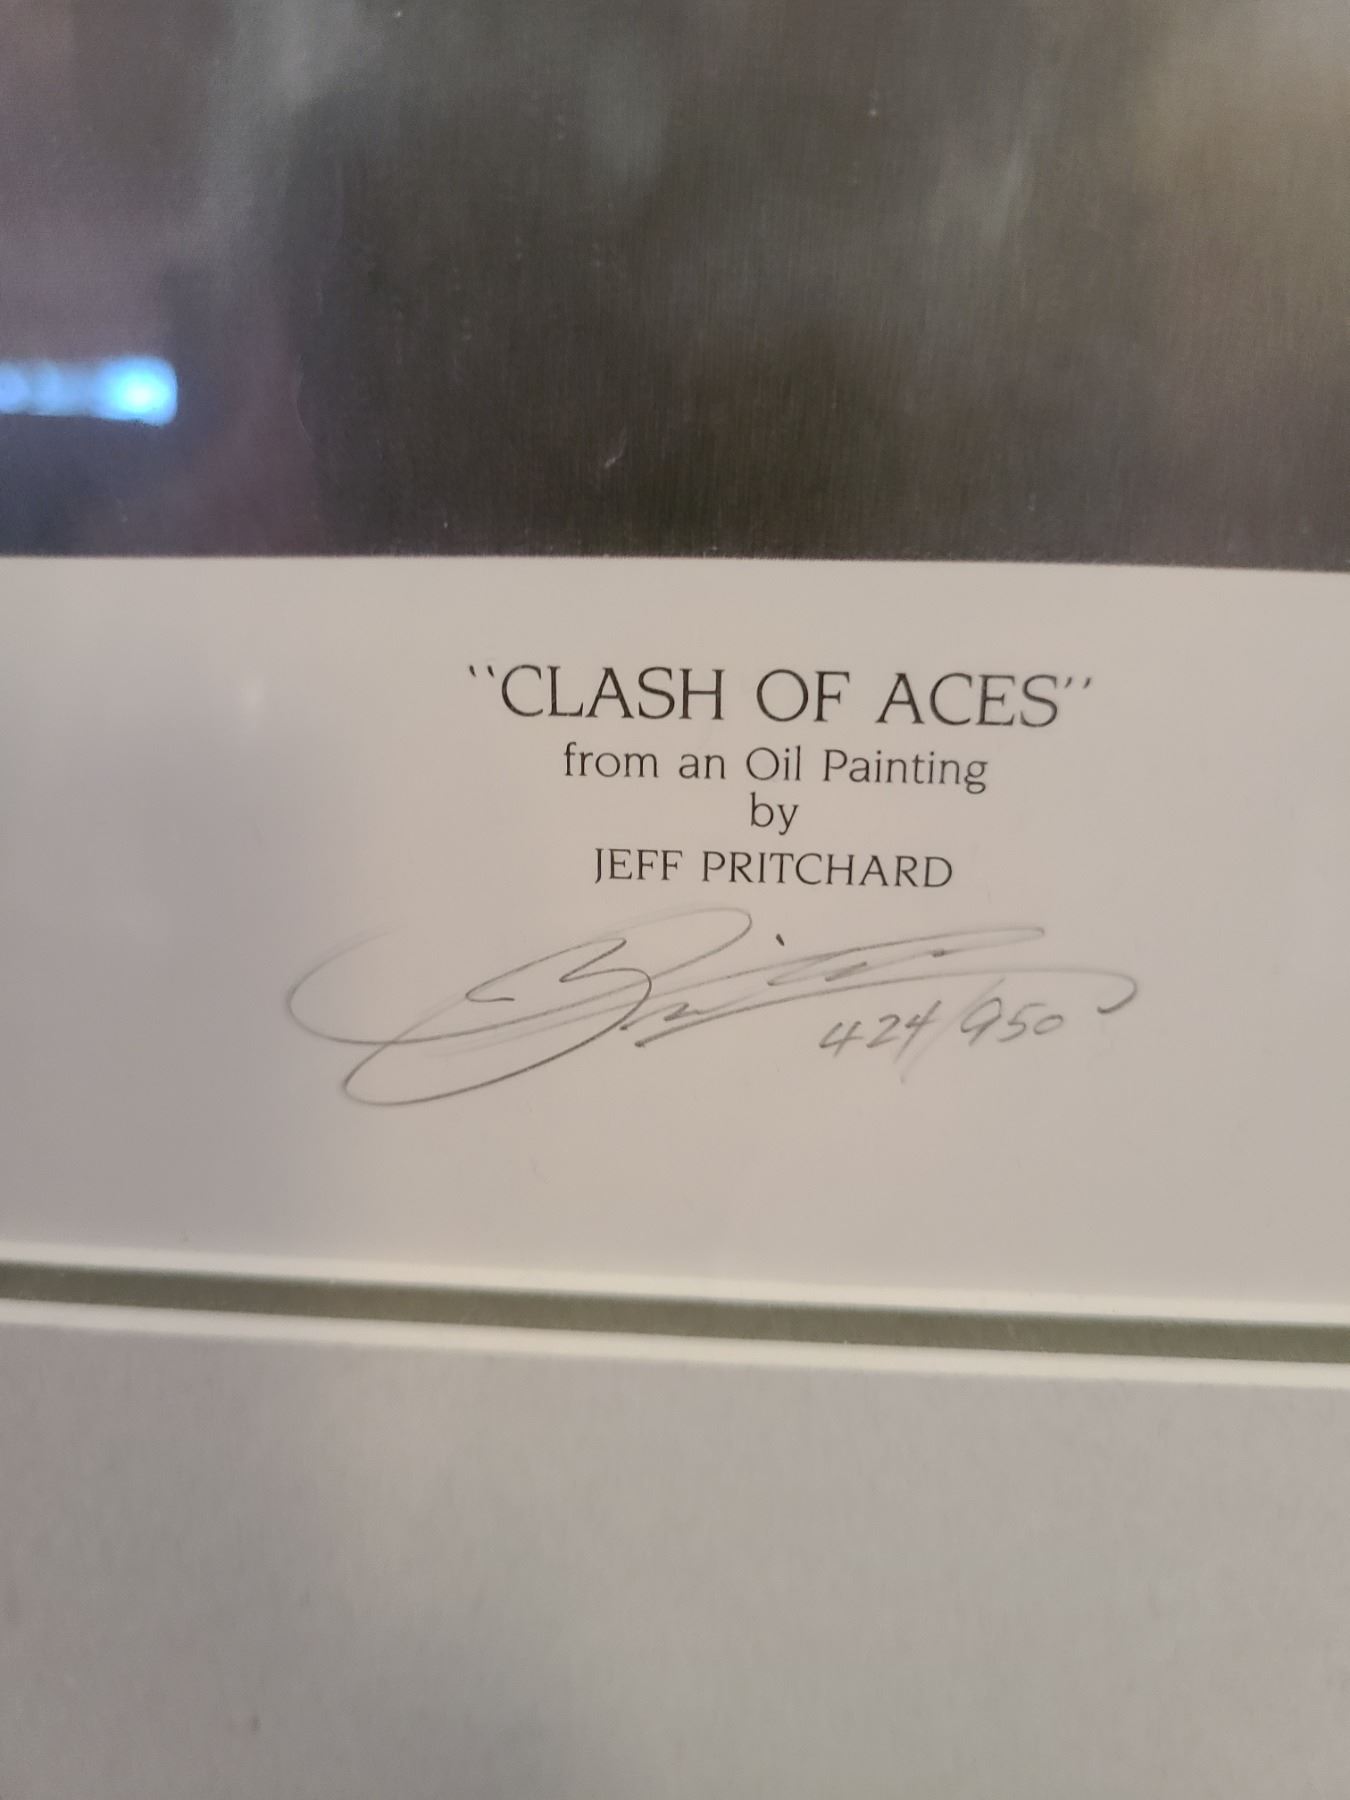 "CLASH OF ACES"
from an Oil Painting
by
JEFF PRITCHARD
424/950